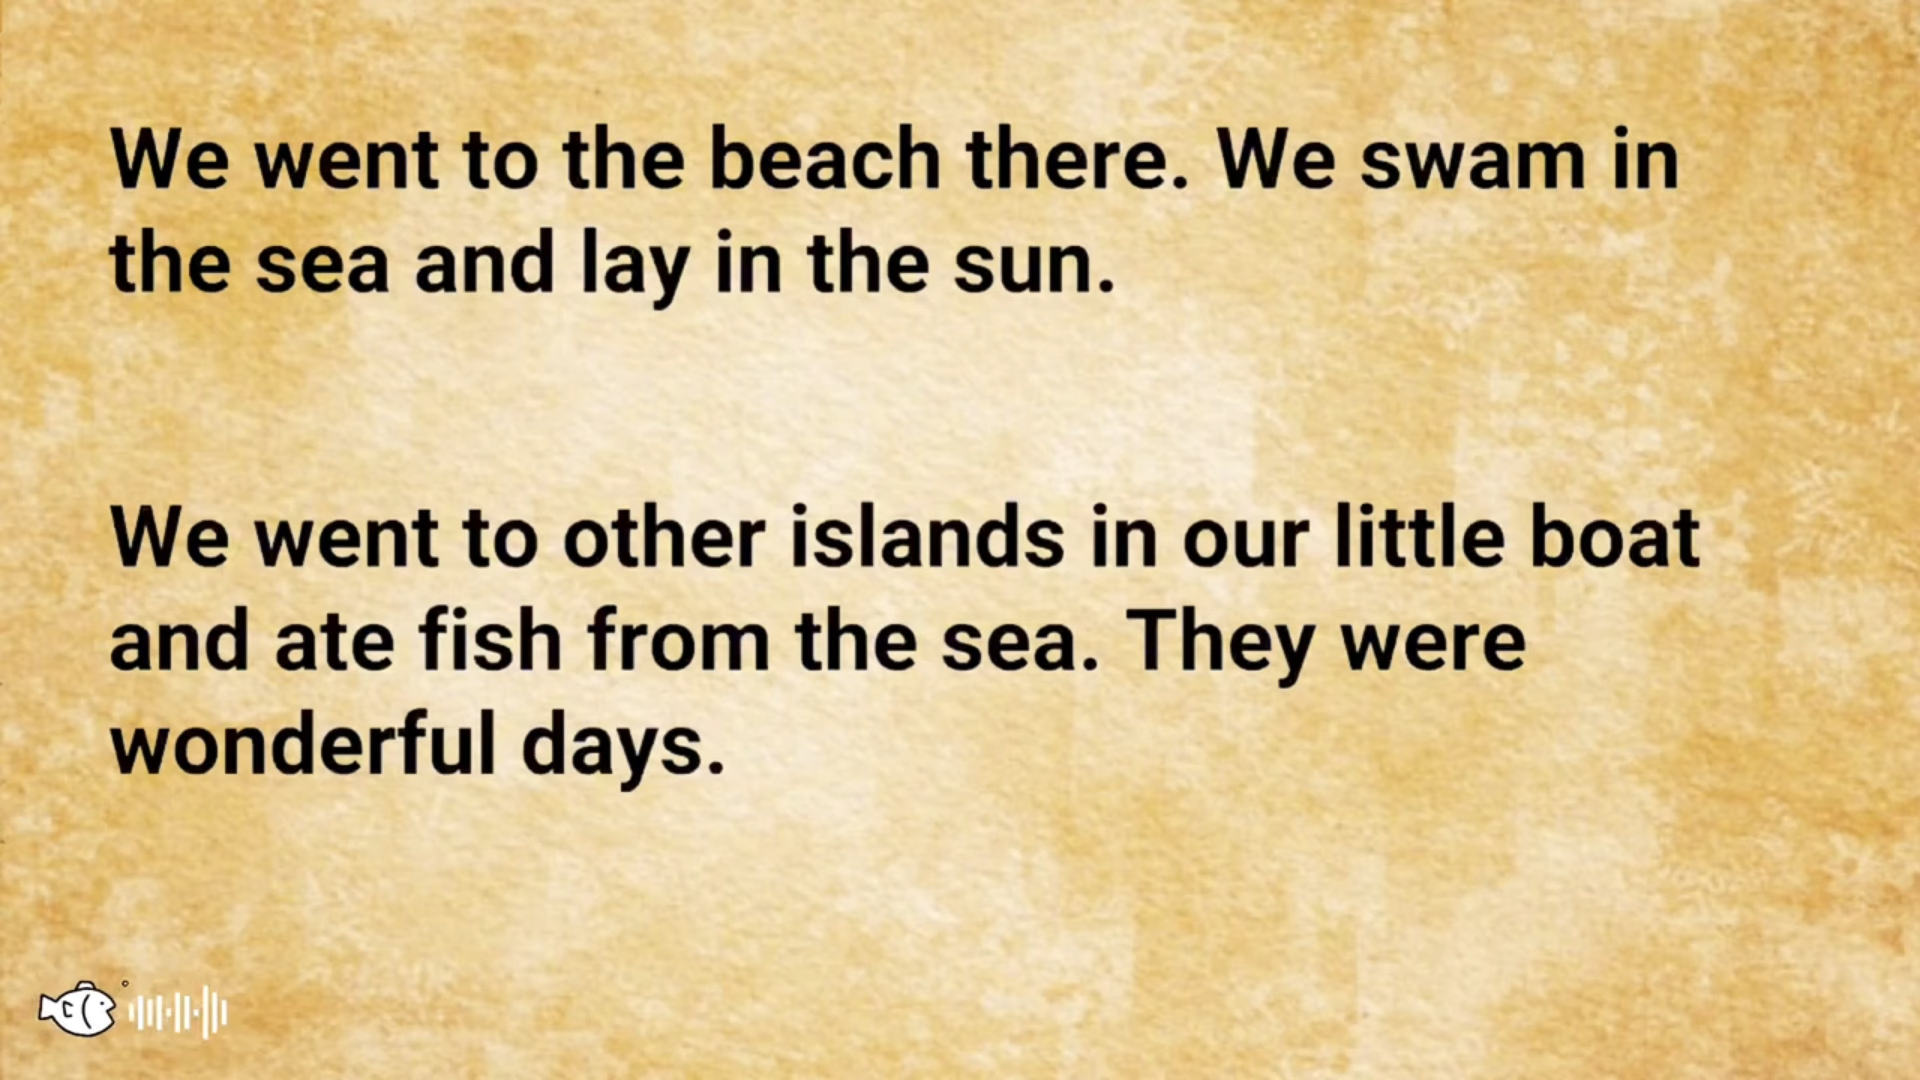 We went to the beach there. We swam in
the sea and lay in the sun.
We went to other islands in our little boat
and ate fish from the sea. They were
wonderful days.